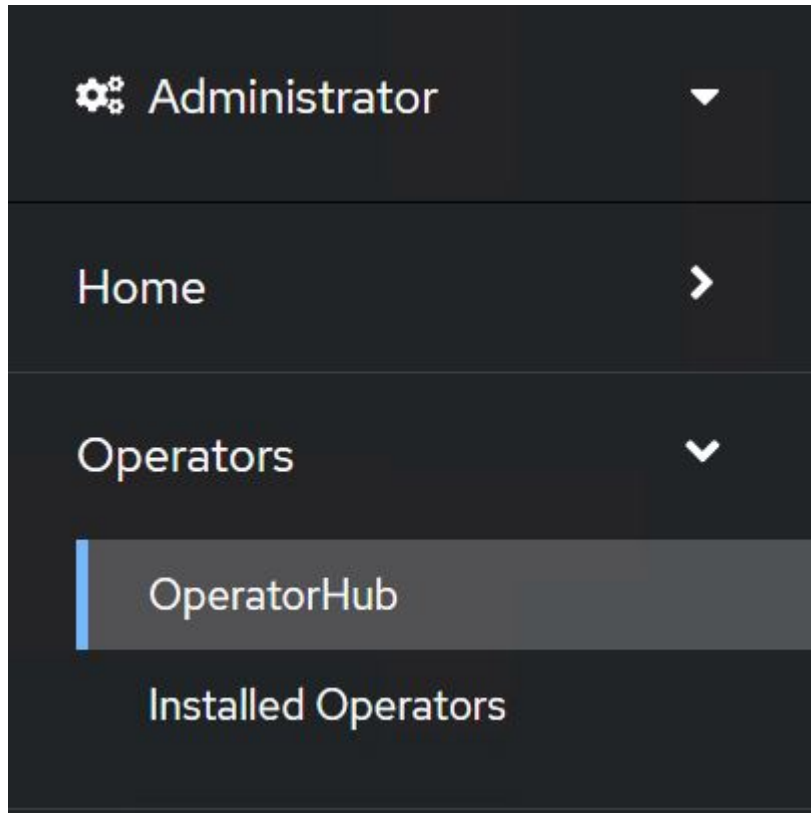 Administrator
Home
Operators
OperatorHub
Installed Operators